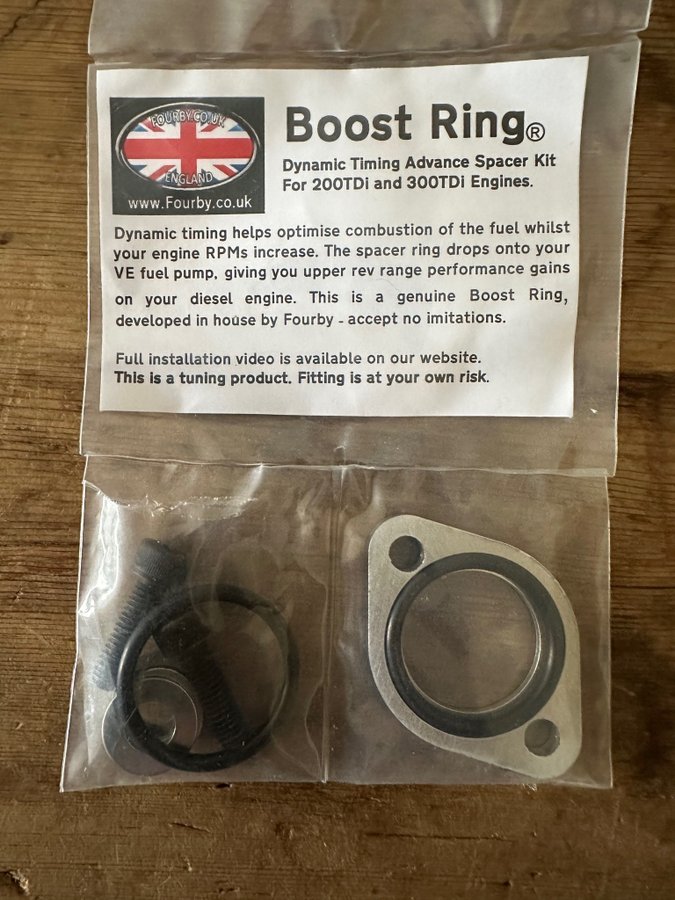 FOURBY.CO.UK
ENGLAND
www.Fourby.co.uk
Boost Ring®
Dynamic Timing Advance Spacer Kit
For 200TDi and 300TDi Engines.
Dynamic timing helps optimise combustion of the fuel whilst
your engine RPMs increase. The spacer ring drops onto your
VE fuel pump, giving you upper rev range performance gains
on your diesel engine. This is a genuine Boost Ring,
developed in house by Fourby - accept no imitations.
Full installation video is available on our website.
This is a tuning product. Fitting is at your own risk.